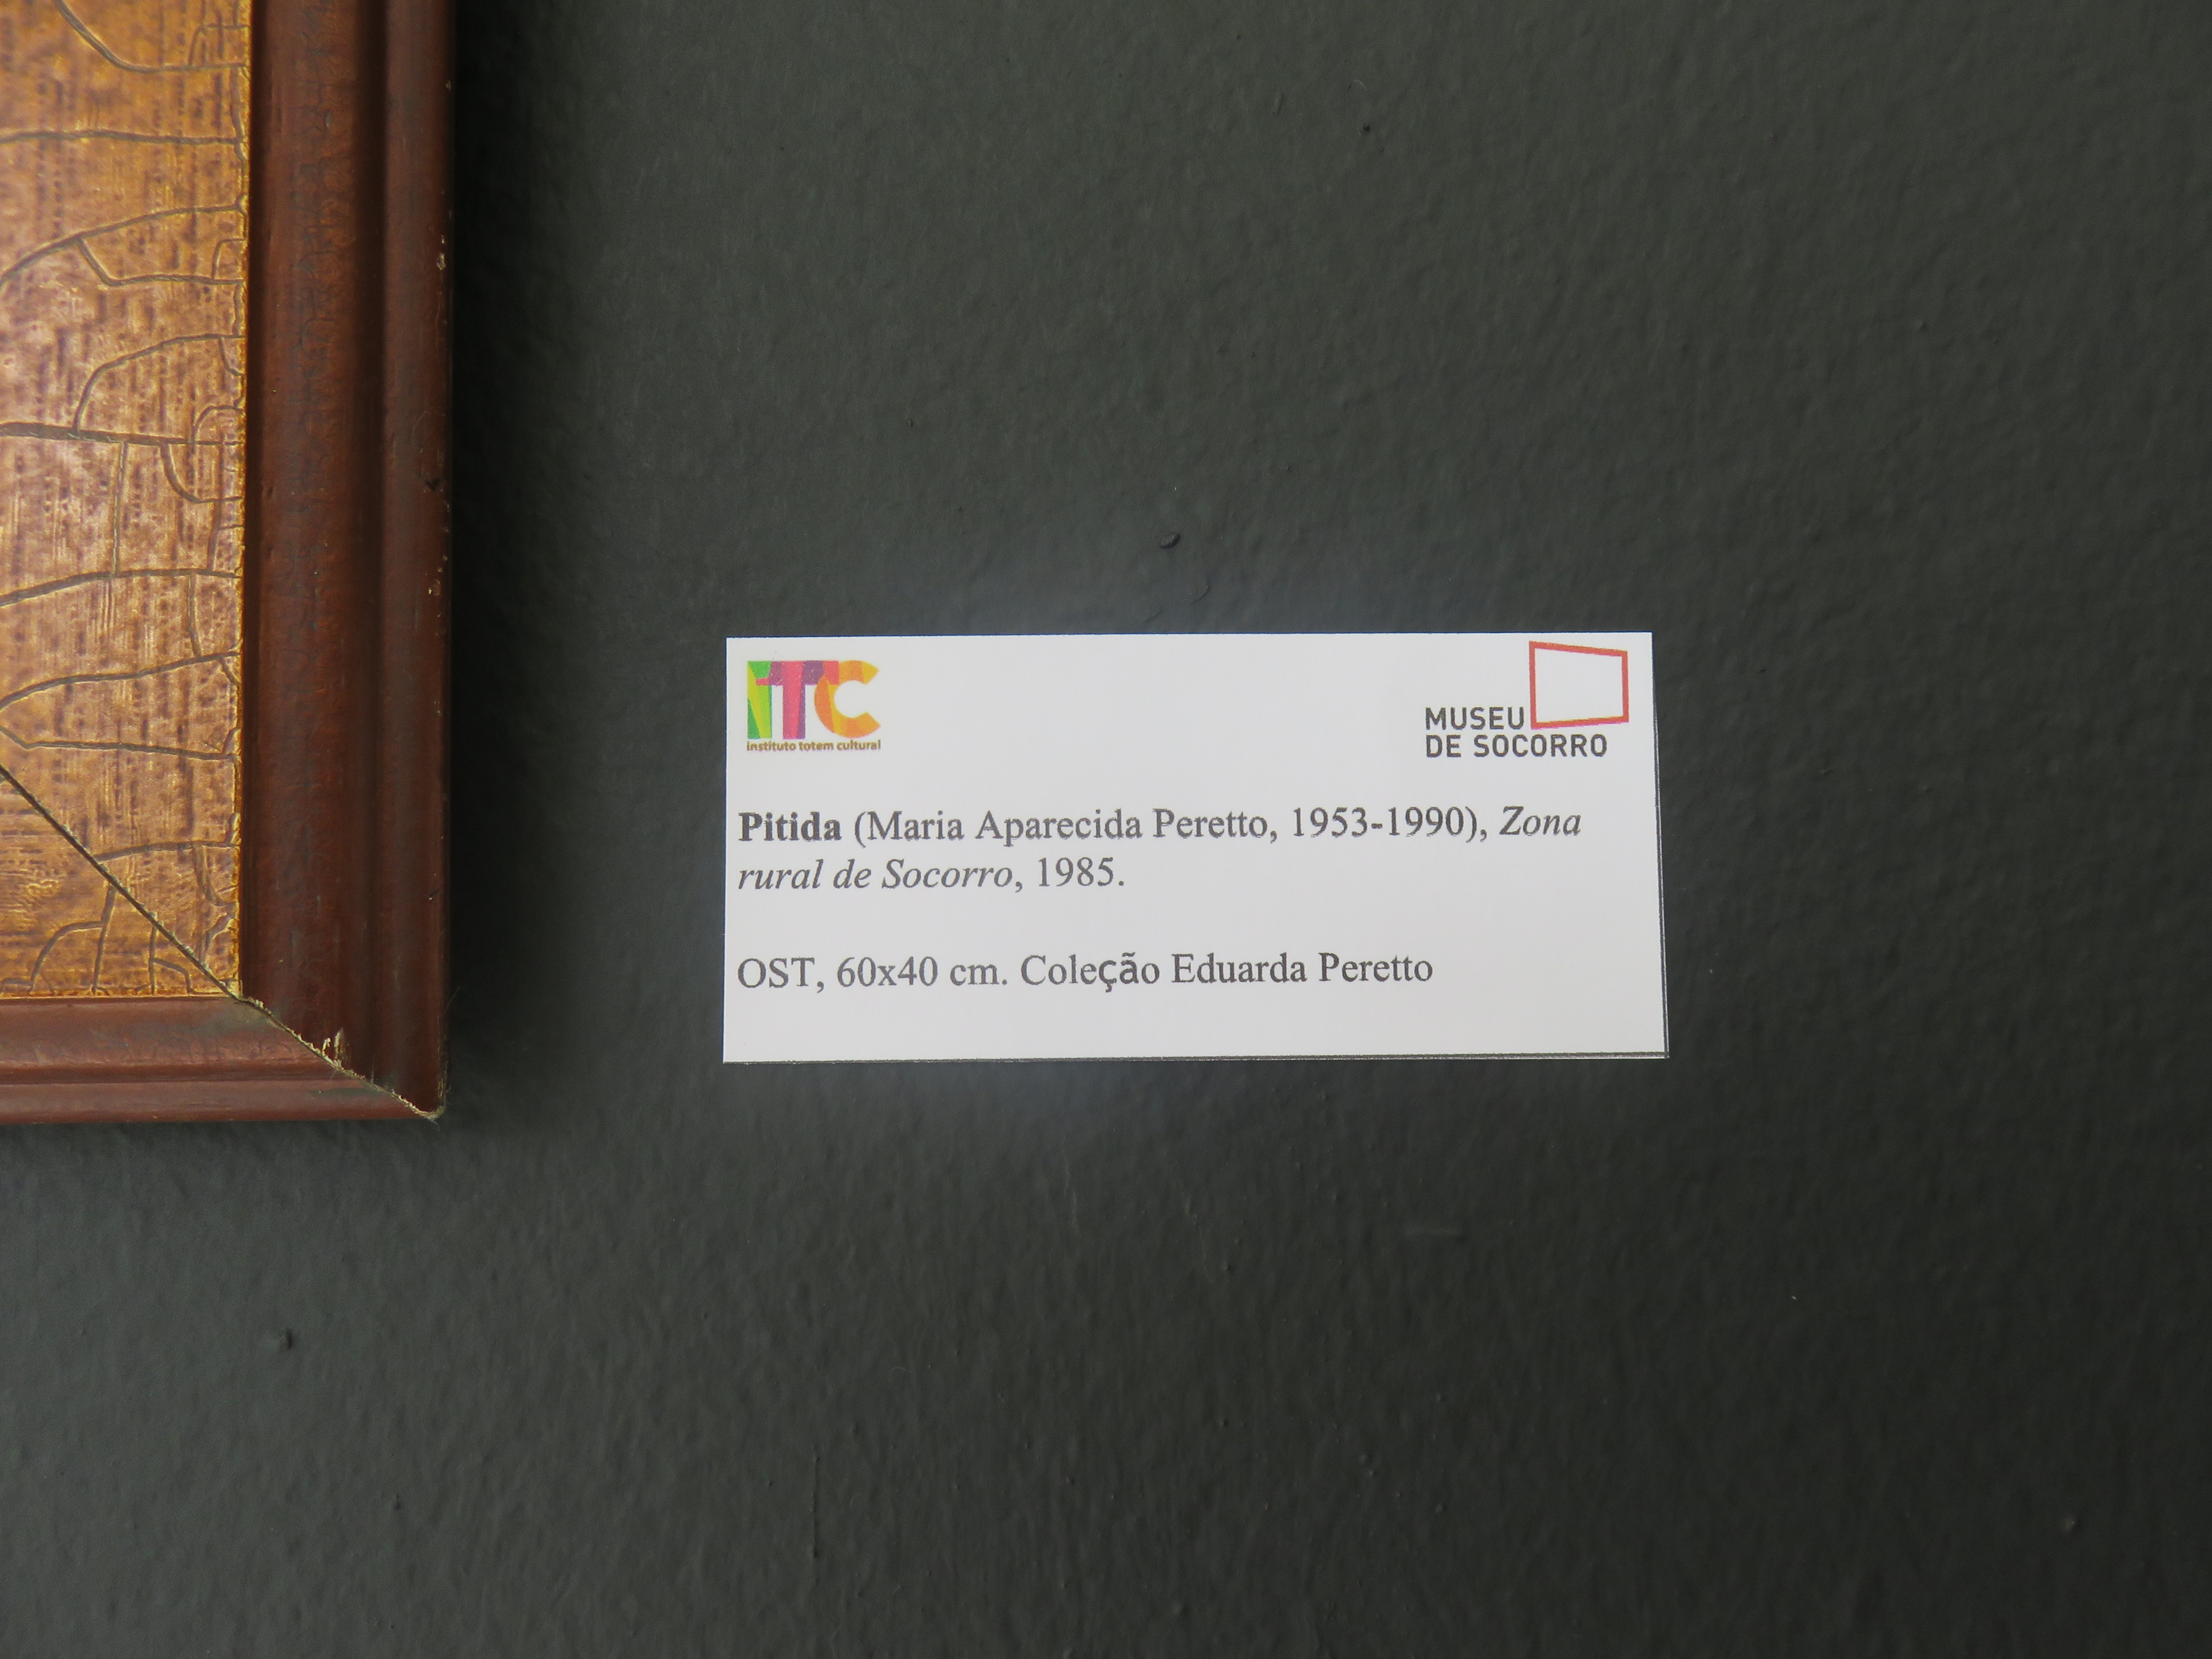 ITC
instituto totem cultural
MUSEU
DE SOCORRO
Pitida (Maria Aparecida Peretto, 1953-1990), Zona
rural de Socorro, 1985.
OST, 60x40 cm. Coleção Eduarda Peretto